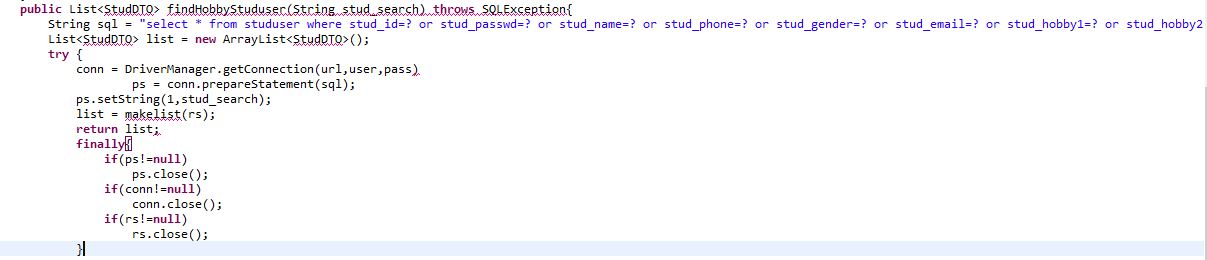 public List<StudDTO> findHobbyStuduser(String stud_search) throws SQLException{
String sql = "select * from studuser where stud_id=? or stud_passwd=? or stud_name=? or stud_phone=? or stud_gender=? or stud_email=? or stud_hobby1=? or stud_hobby2
List<StudDTO> list = new ArrayList<StudDTO>();
try {
conn = DriverManager.getConnection(url,user,pass)
ps = conn.prepareStatement(sql);
ps.setString(1,stud_search);
list = makelist(rs);
return list;
finally{
if(ps!=null)
ps.close();
if(conn!=null)
conn.close();
if(rs!=null)
rs.close();
}